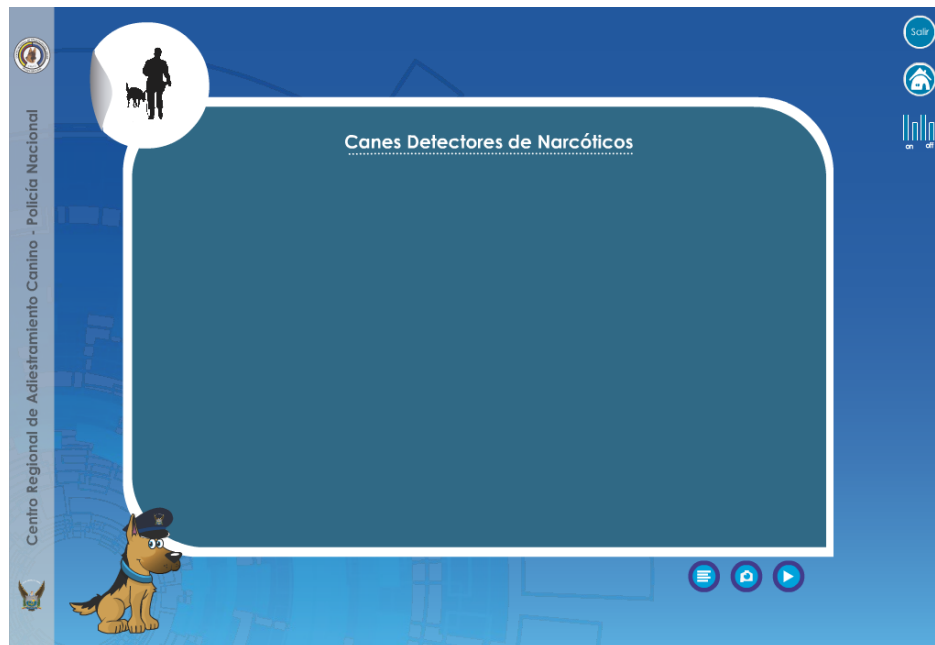 Salir
on off
Canes Detectores de Narcóticos
Centro Regional de Adiestramiento Canino - Policía Nacional